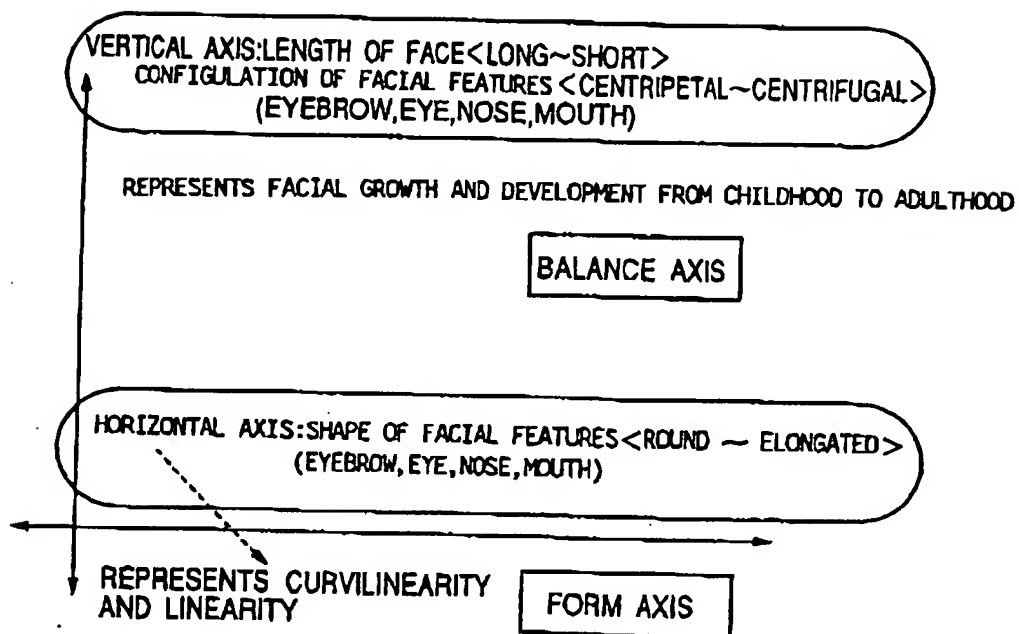 VERTICAL AXIS:LENGTH OF FACE<LONG~SHORT>
CONFIGULATION OF FACIAL FEATURES<CENTRIPETAL~CENTRIFUGAL>
(EYEBROW,EYE,NOSE,MOUTH)
REPRESENTS FACIAL GROWTH AND DEVELOPMENT FROM CHILDHOOD TO ADULTHOOD
BALANCE AXIS
HORIZONTAL AXIS:SHAPE OF FACIAL FEATURES<ROUND ~ ELONGATED>
(EYEBROW,EYE,NOSE,MOUTH)
REPRESENTS CURVILINEARITY
AND LINEARITY
FORM AXIS